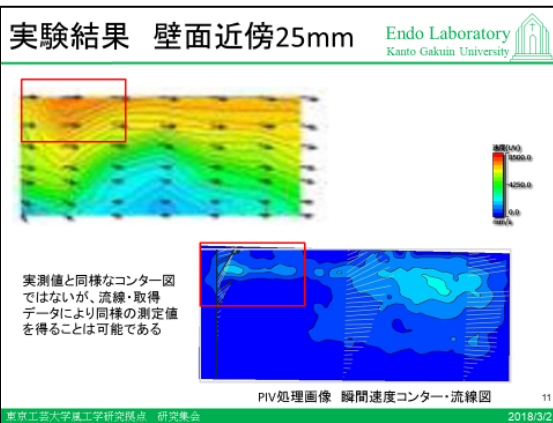 実験結果 壁面近傍25mm
Endo Laboratory
Kanto Gakuin University
速度(UV)
8500.0
4250.0
0.0
mm/s
実測値と同様なコンター図
ではないが、流線・取得
データにより同様の測定値
を得ることは可能である
PIV処理画像 瞬間速度コンター・流線図
11
東京工芸大学風工学研究拠点 研究集会
2018/3/2